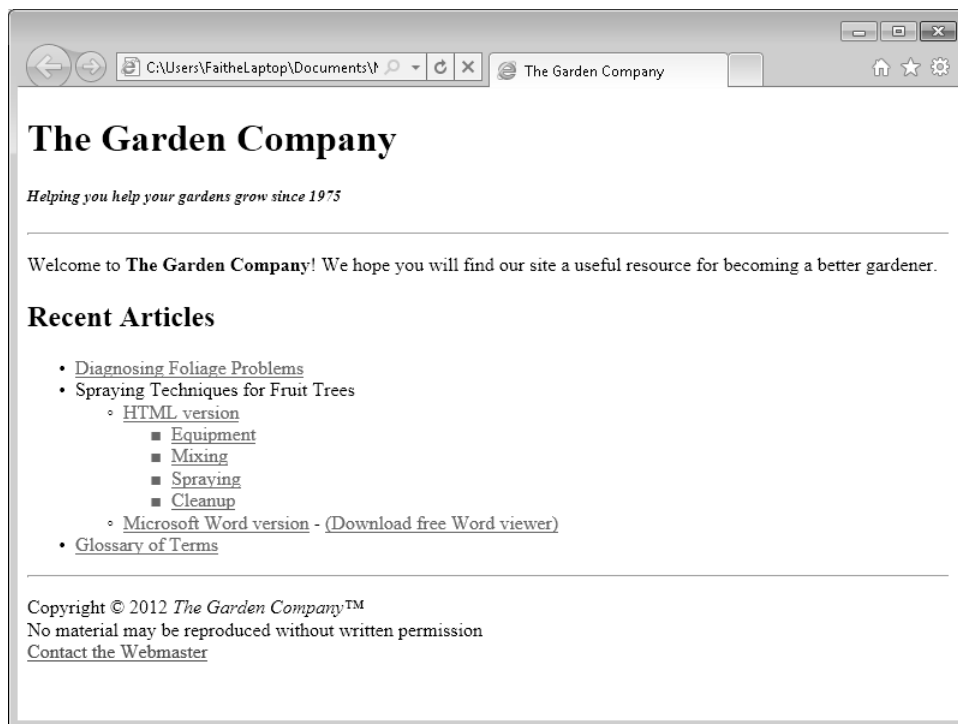 C:\Users\FaitheLaptop\Documents\
The Garden Company
The Garden Company
Helping you help your gardens grow since 1975
Welcome to The Garden Company! We hope you will find our site a useful resource for becoming a better gardener.
Recent Articles
• Diagnosing Foliage Problems
• Spraying Techniques for Fruit Trees
◦ HTML version
▪ Equipment
▪ Mixing
▪ Spraying
▪ Cleanup
◦ Microsoft Word version - (Download free Word viewer)
• Glossary of Terms
Copyright © 2012 The Garden Company™
No material may be reproduced without written permission
Contact the Webmaster